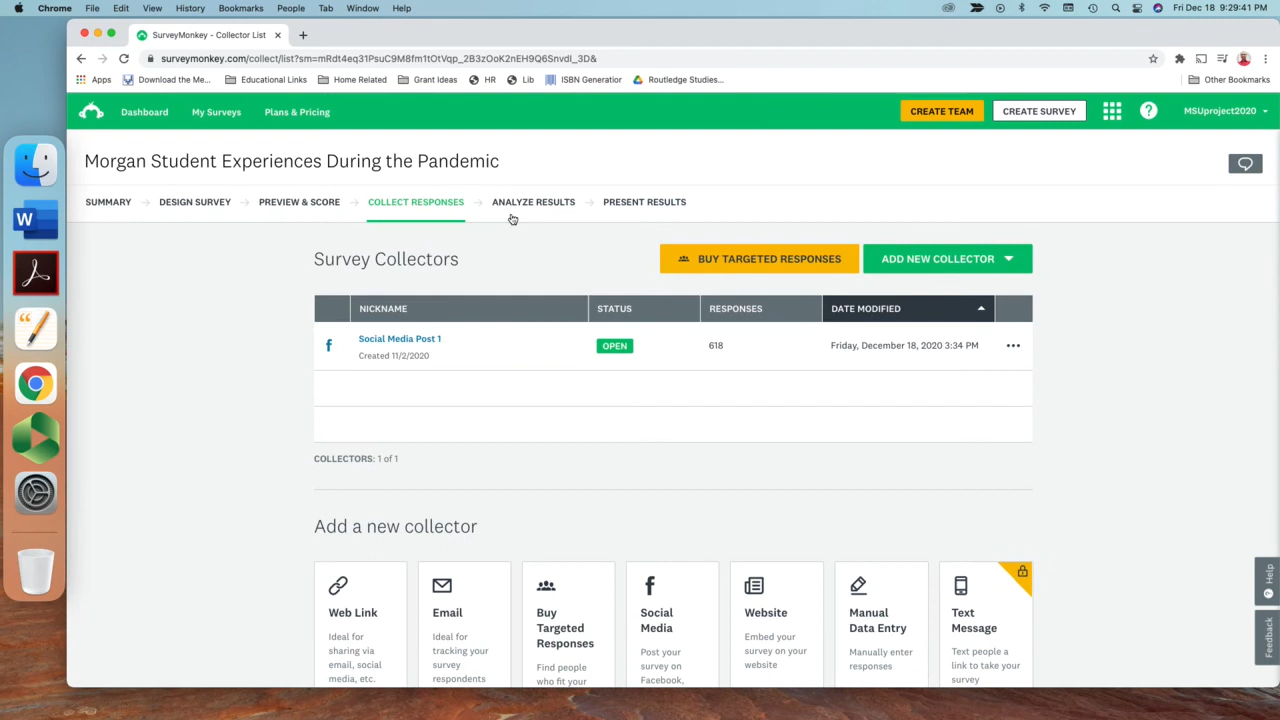 Chrome File Edit View History Bookmarks People Tab Window Help Fri Dec 18 9:29:41 PM
SurveyMonkey - Collector List
surveymonkey.com/collect/list?sm=mRdt4eq31PsuC9M8fm1tOtVqp_2B3zOoK2nEH9Q6Snvdl_3D&
Apps Download the Me... Educational Links Home Related Grant Ideas HR Lib ISBN Generatior Routledge Studies... Other Bookmarks
Dashboard My Surveys Plans & Pricing CREATE TEAM CREATE SURVEY MSUproject2020
Morgan Student Experiences During the Pandemic
SUMMARY DESIGN SURVEY PREVIEW & SCORE COLLECT RESPONSES ANALYZE RESULTS PRESENT RESULTS
Survey Collectors BUY TARGETED RESPONSES ADD NEW COLLECTOR
NICKNAME STATUS RESPONSES DATE MODIFIED
Social Media Post 1 OPEN 618 Friday, December 18, 2020 3:34 PM
Created 11/2/2020
COLLECTORS: 1 of 1
Add a new collector
Web Link
Ideal for
sharing via
email, social
media, etc.
Email
Ideal for
tracking your
survey
respondents
Buy
Targeted
Responses
Find people
who fit your
Social
Media
Post your
survey on
Facebook,
Website
Embed your
survey on your
website
Manual
Data Entry
Manually enter
responses
Text
Message
Text people a
link to take your
survey
Help
Feedback